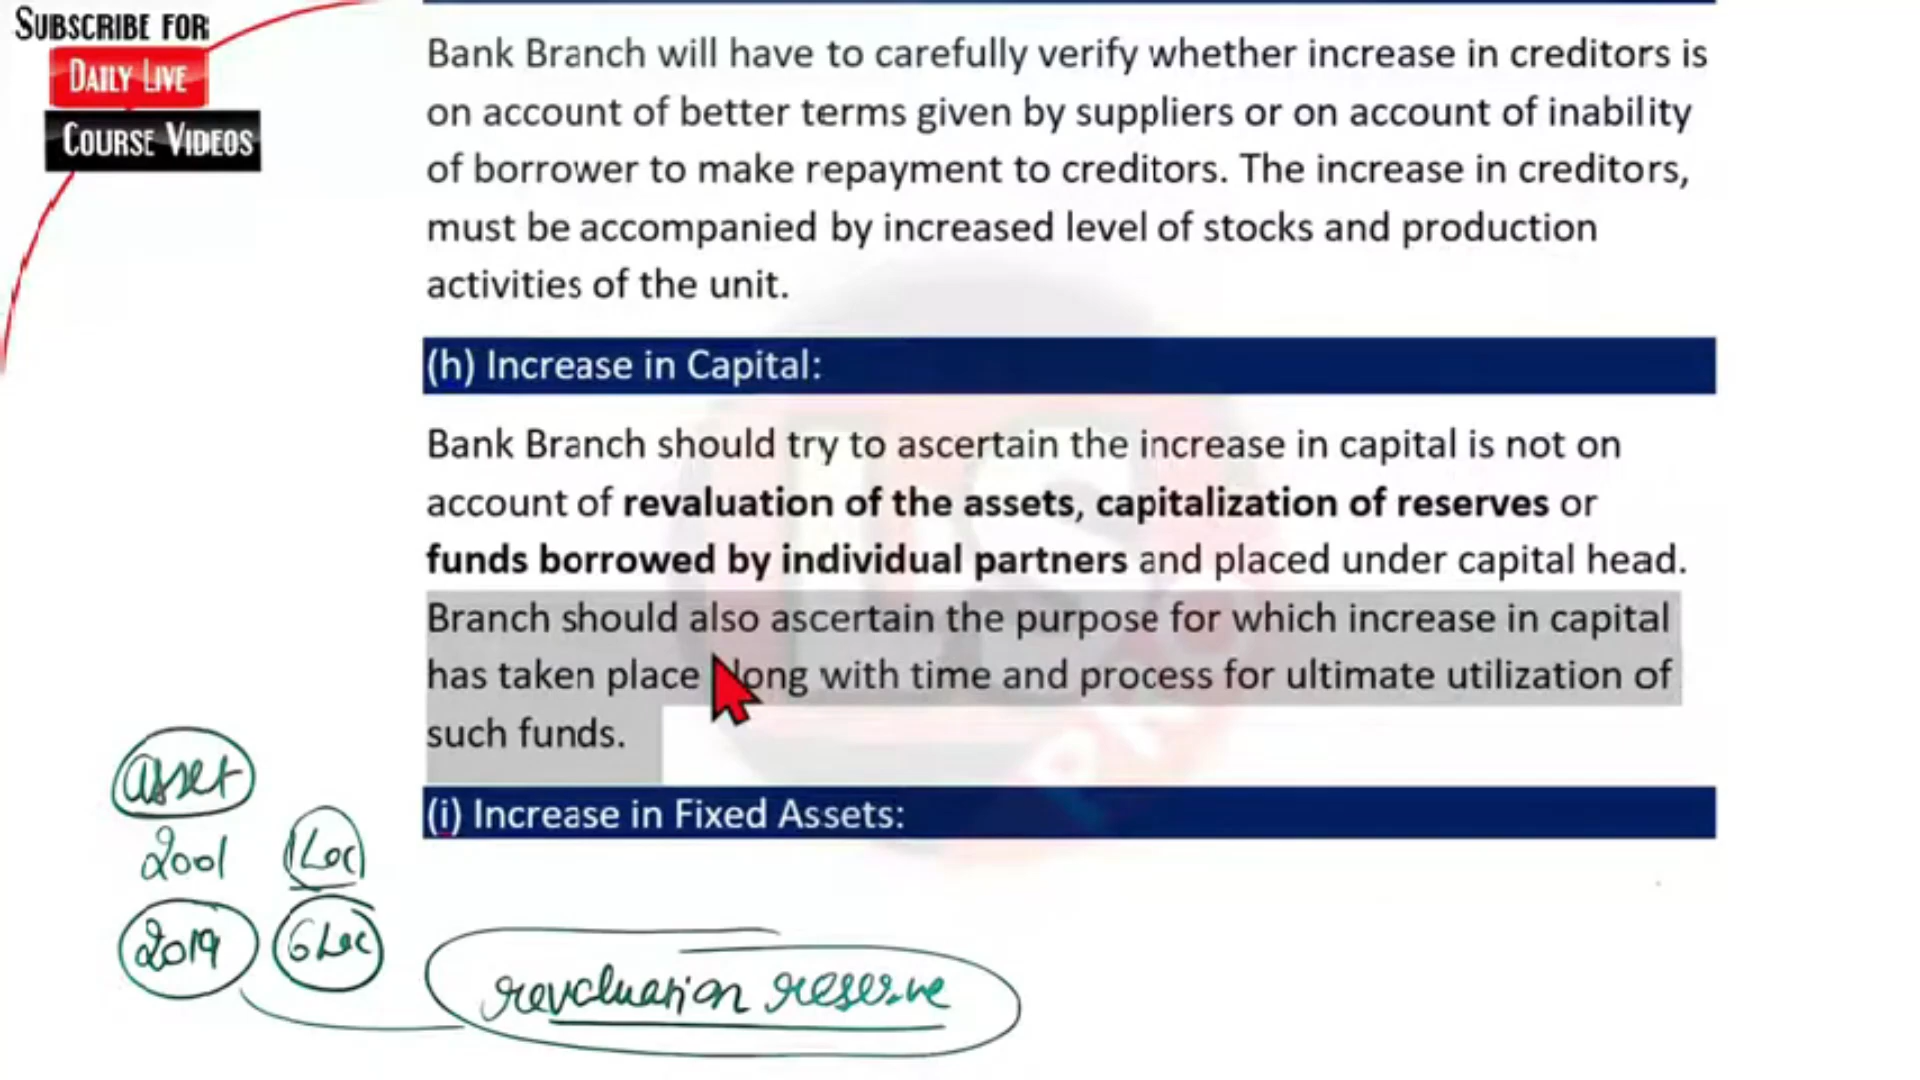 SUBSCRIBE FOR
DAILY LIVE
COURSE VIDEOS
Bank Branch will have to carefully verify whether increase in creditors is
on account of better terms given by suppliers or on account of inability
of borrower to make repayment to creditors. The increase in creditors,
must be accompanied by increased level of stocks and production
activities of the unit.
(h) Increase in Capital:
Bank Branch should try to ascertain the increase in capital is not on
account of revaluation of the assets, capitalization of reserves or
funds borrowed by individual partners and placed under capital head.
Branch should also ascertain the purpose for which increase in capital
has taken place along with time and process for ultimate utilization of
such funds.
(i) Increase in Fixed Assets:
asset
2001 1 Lac
2019 6 Lac
revaluation reserve